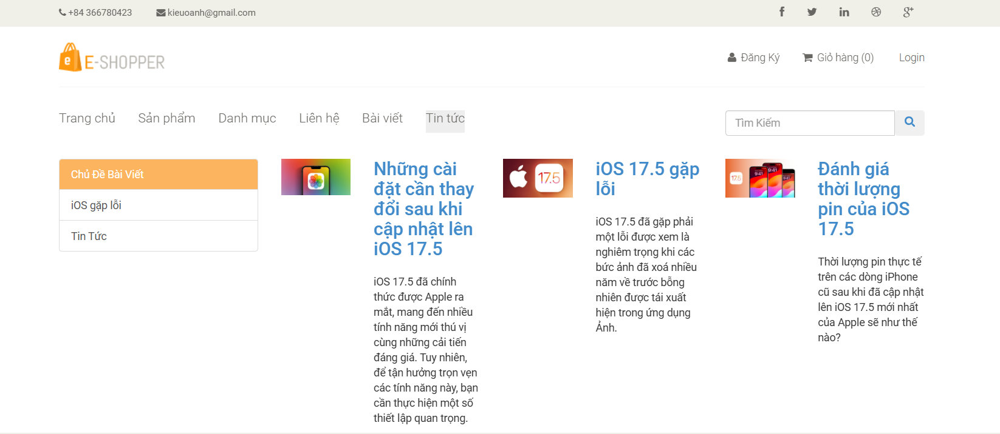 +84 366780423 kieuoanh@gmail.com
E-SHOPPER
Đăng Ký Giỏ hàng (0) Login
Trang chủ Sản phẩm Danh mục Liên hệ Bài viết Tin tức
Tìm Kiếm
Chủ Đề Bài Viết
iOS gặp lỗi
Tin Tức
Những cài
đặt cần thay
đổi sau khi
cập nhật lên
iOS 17.5
iOS 17.5 đã chính
thức được Apple ra
mắt, mang đến nhiều
tính năng mới thú vị
cùng những cải tiến
đáng giá. Tuy nhiên,
để tận hưởng trọn vẹn
các tính năng này, bạn
cần thực hiện một số
thiết lập quan trọng.
17.5
iOS 17.5 gặp
lỗi
iOS 17.5 đã gặp phải
một lỗi được xem là
nghiêm trọng khi các
bức ảnh đã xoá nhiều
năm về trước bỗng
nhiên được tái xuất
hiện trong ứng dụng
Ảnh.
17.5
9:41
9:41
9:41
Đánh giá
thời lượng
pin của iOS
17.5
Thời lượng pin thực tế
trên các dòng iPhone
cũ sau khi đã cập nhật
lên iOS 17.5 mới nhất
của Apple sẽ như thế
nào?